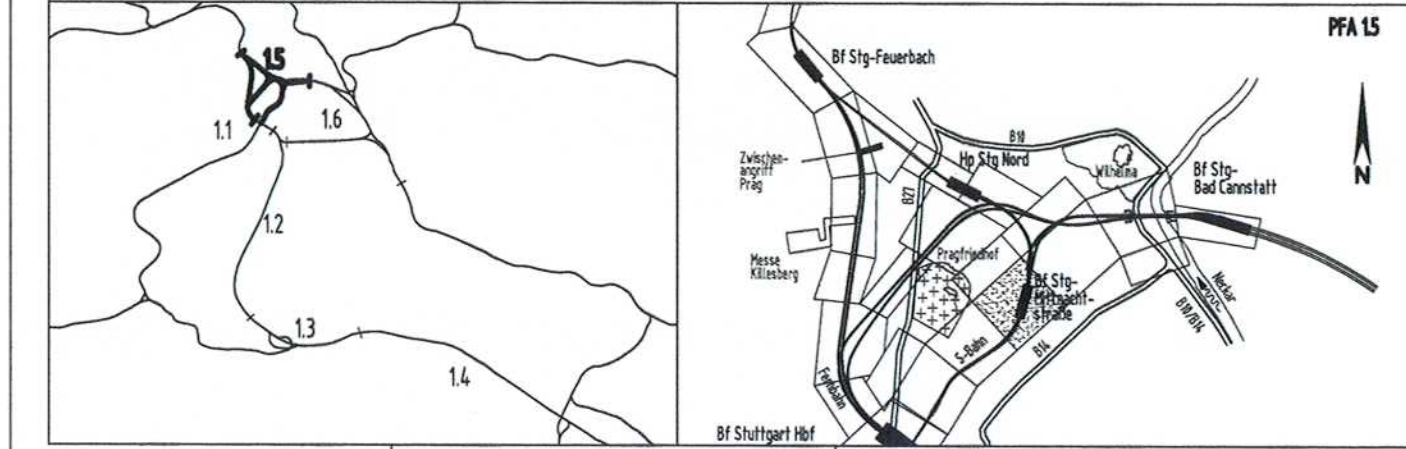 1.5
1.1
1.6
1.2
1.3
1.4
PFA 1.5
Bf Stg-Feuerbach
B10
Zwischen-
angriff
Prag
Hp Stg Nord
Wilhelma
Bf Stg-
Bad Cannstatt
N
B27
Messe
Killesberg
Pragfriedhof
Bf Stg-
Mittnacht-
straße
Neckar
B10/B14
S-Bahn
B14
Fernbahn
Bf Stuttgart Hbf